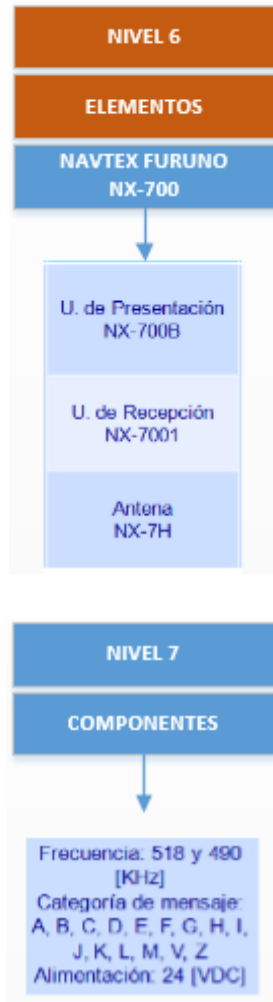 NIVEL 6
ELEMENTOS
NAVTEX FURUNO
NX-700
U. de Presentación
NX-700B
U. de Recepción
NX-7001
Antena
NX-7H
NIVEL 7
COMPONENTES
Frecuencia: 518 y 490
[KHz]
Categoría de mensaje:
A, B, C, D, E, F, G, H, I,
J, K, L, M, V, Z
Alimentación: 24 [VDC]